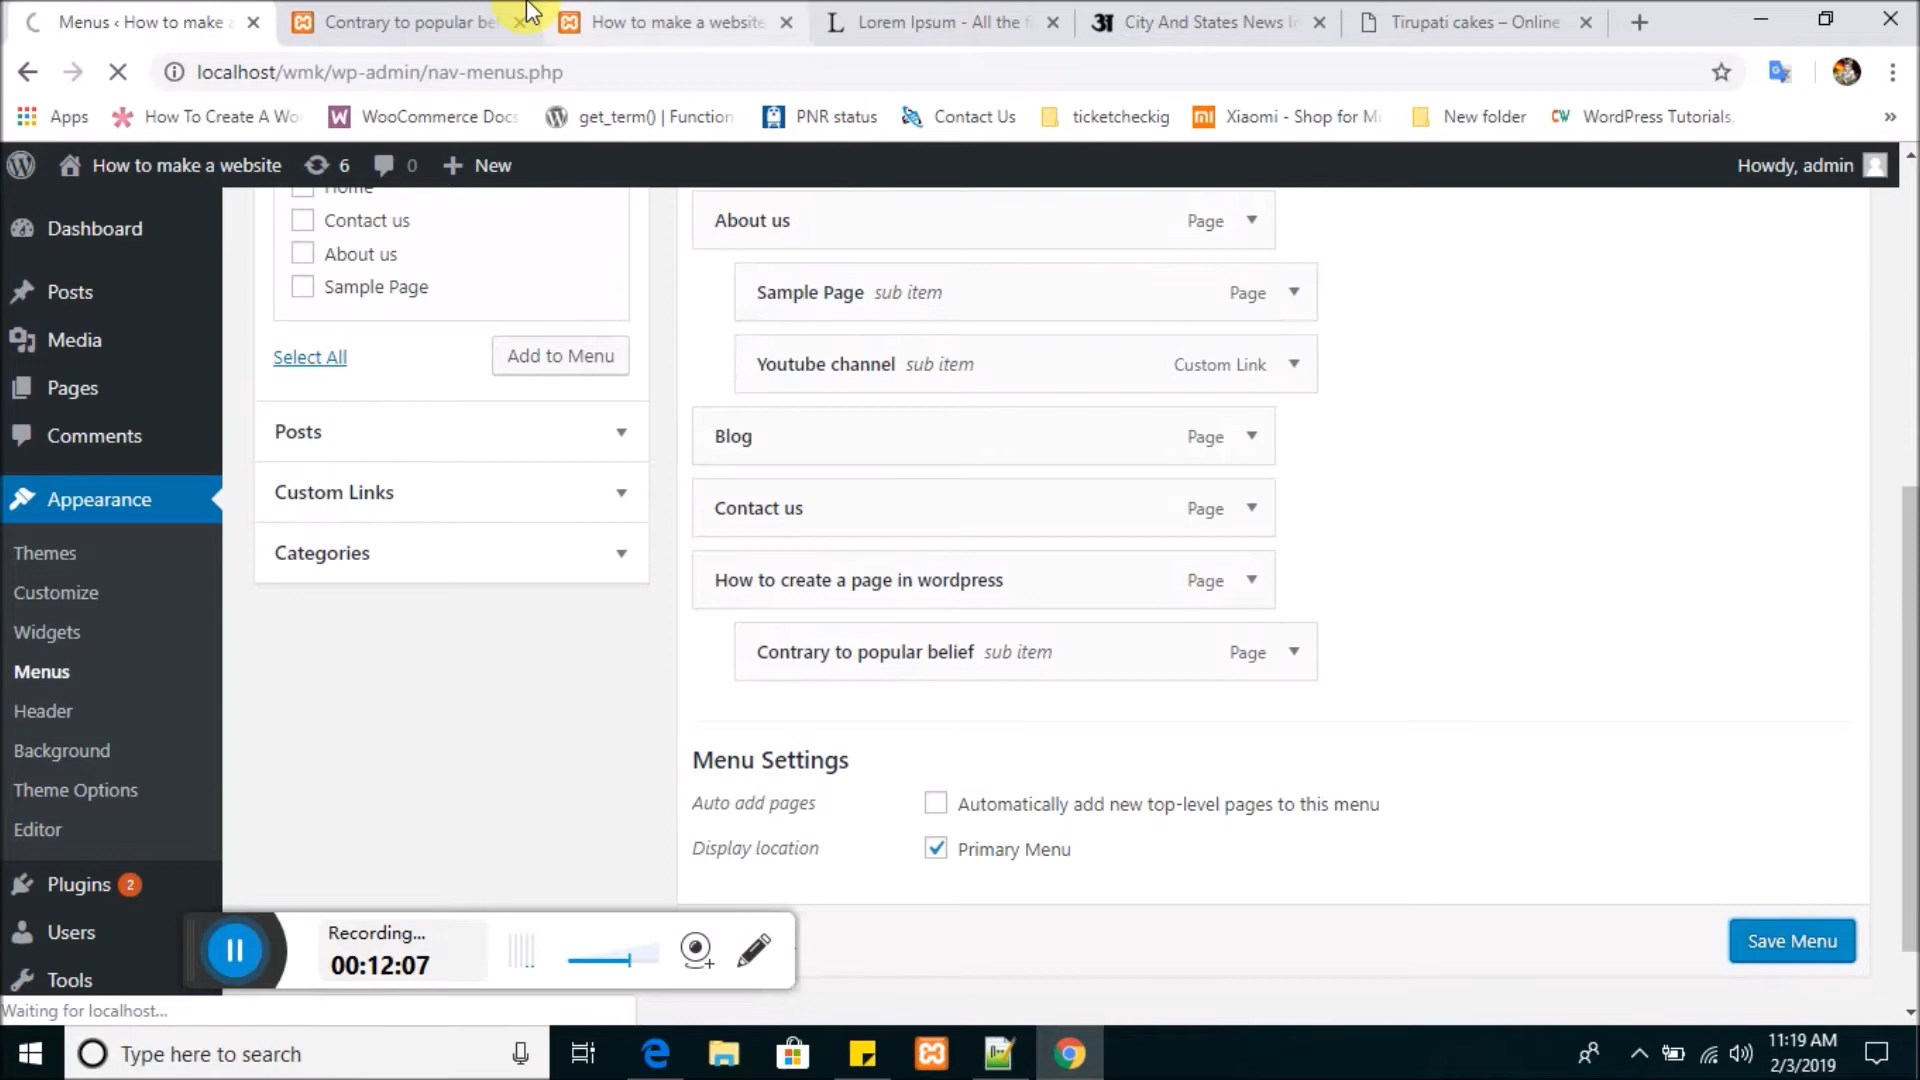 Menus ‹ How to make
Contrary to popular be
How to make a website
Lorem Ipsum - All the f
City And States News I
Tirupati cakes – Online
localhost/wmk/wp-admin/nav-menus.php
Apps
How To Create A Wo
WooCommerce Docs
get_term() | Function
PNR status
Contact Us
ticketcheckig
Xiaomi - Shop for Mi
New folder
WordPress Tutorials,
How to make a website
6
0
New
Howdy, admin
Dashboard
Posts
Media
Pages
Comments
Appearance
Themes
Customize
Widgets
Menus
Header
Background
Theme Options
Editor
Plugins 2
Users
Tools
Home
Contact us
About us
Sample Page
Select All
Add to Menu
Posts
Custom Links
Categories
About us Page
Sample Page sub item Page
Youtube channel sub item Custom Link
Blog Page
Contact us Page
How to create a page in wordpress Page
Contrary to popular belief sub item Page
Menu Settings
Auto add pages
Automatically add new top-level pages to this menu
Display location
Primary Menu
Save Menu
Recording...
00:12:07
Waiting for localhost...
Type here to search
11:19 AM
2/3/2019